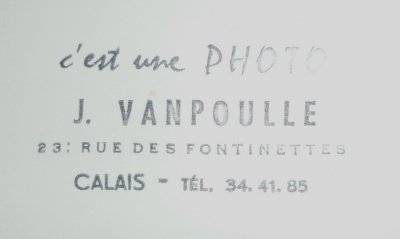 c'est une PHOTO
J. VANPOULLE
23: RUE DES FONTINETTES
CALAIS - TÉL. 34.41.85